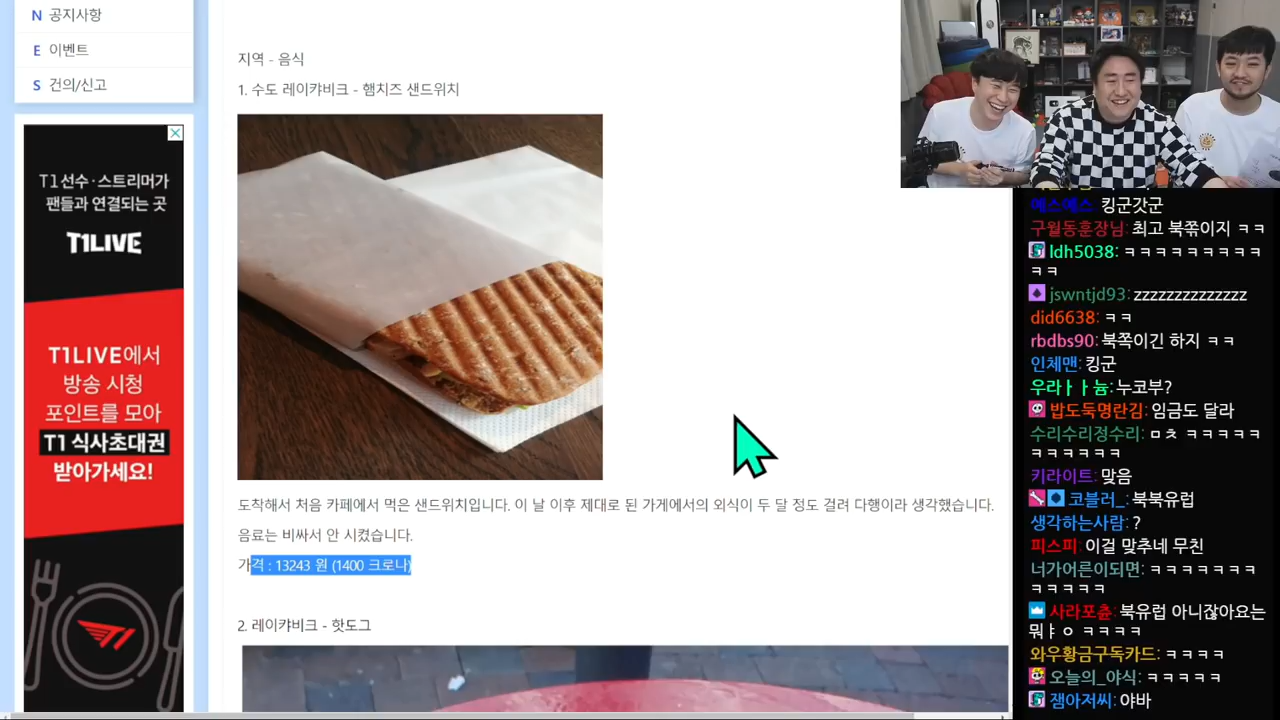 N 공지사항
E 이벤트
S 건의/신고
T1선수·스트리머가
팬들과 연결되는 곳
T1LIVE
T1LIVE에서
방송 시청
포인트를 모아
T1 식사초대권
받아가세요!
지역 - 음식
1. 수도 레이캬비크 - 햄치즈 샌드위치
도착해서 처음 카페에서 먹은 샌드위치입니다. 이 날 이후 제대로 된 가게에서의 외식이 두 달 정도 걸려 다행이라 생각했습니다.
음료는 비싸서 안 시켰습니다.
가격 : 13243 원 (1400 크로나)
2. 레이캬비크 - 핫도그
에스예스: 킹군갓군
구월동훈장님: 최고 북쪾이지 ㅋㅋ
ldh5038: ㅋㅋㅋㅋㅋㅋㅋㅋㅋ
ㅋㅋ
jswntjd93: zzzzzzzzzzzzzz
did6638: ㅋㅋ
rbdbs90: 북쪽이긴 하지 ㅋㅋ
인체맨: 킹군
우라ㅏㅏ늄: 누코부?
밥도둑명란김: 임금도 달라
수리수리정수리: ㅁㅊ ㅋㅋㅋㅋㅋ
ㅋㅋㅋㅋㅋㅋ
키라이트: 맞음
코블러_: 북북유럽
생각하는사람: ?
피스피: 이걸 맞추네 무친
너가어른이되면: ㅋㅋㅋㅋㅋㅋㅋ
ㅋㅋㅋㅋㅋ
사라포츈: 북유럽 아니잖아요는
뭐ㅑㅇ ㅋㅋㅋㅋ
와우황금구독카드: ㅋㅋㅋㅋ
오늘의_야식: ㅋㅋㅋㅋㅋ
잼아저씨: 야바